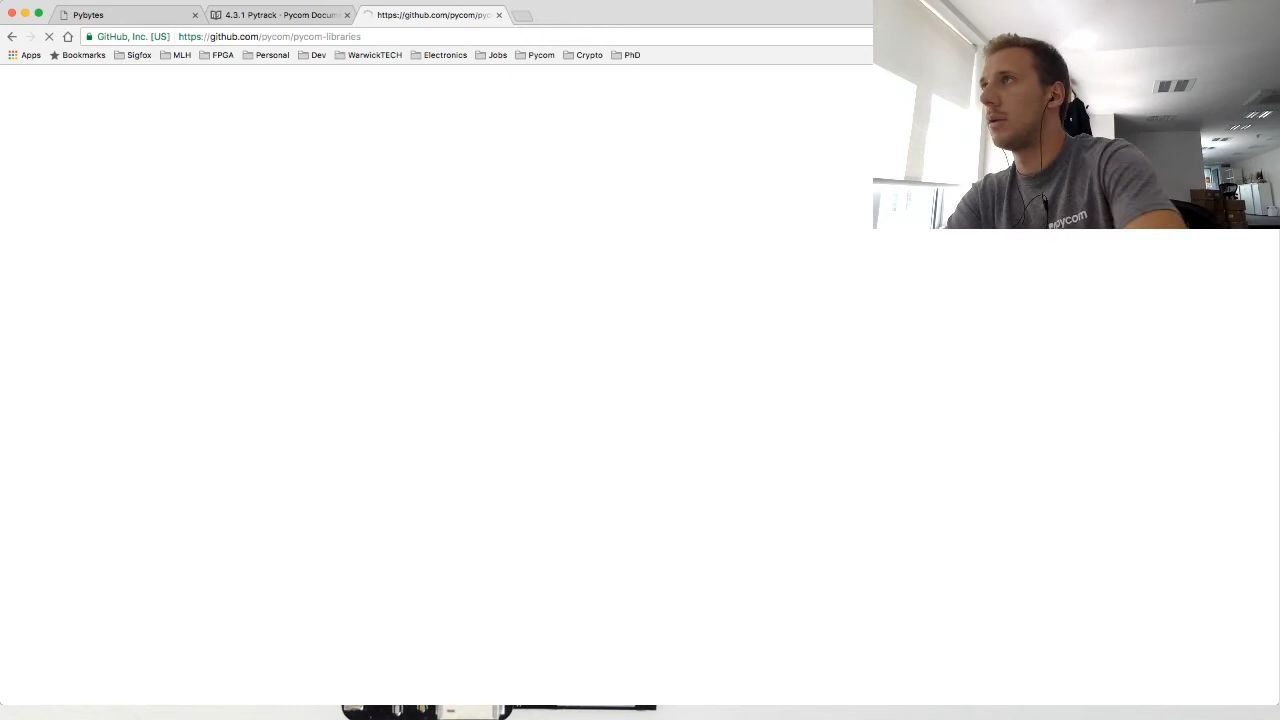 Pybytes
4.3.1 Pytrack · Pycom Docum
https://github.com/pycom/pyc
GitHub, Inc. [US] https://github.com/pycom/pycom-libraries
Apps Bookmarks Sigfox MLH FPGA Personal Dev WarwickTECH Electronics Jobs Pycom Crypto PhD
pycom